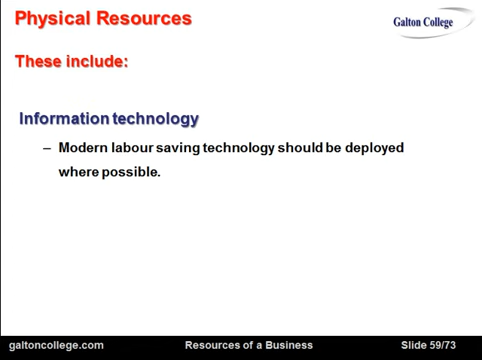 Physical Resources
Galton College
These include:
Information technology
– Modern labour saving technology should be deployed
where possible.
galtoncollege.com Resources of a Business Slide 59/73